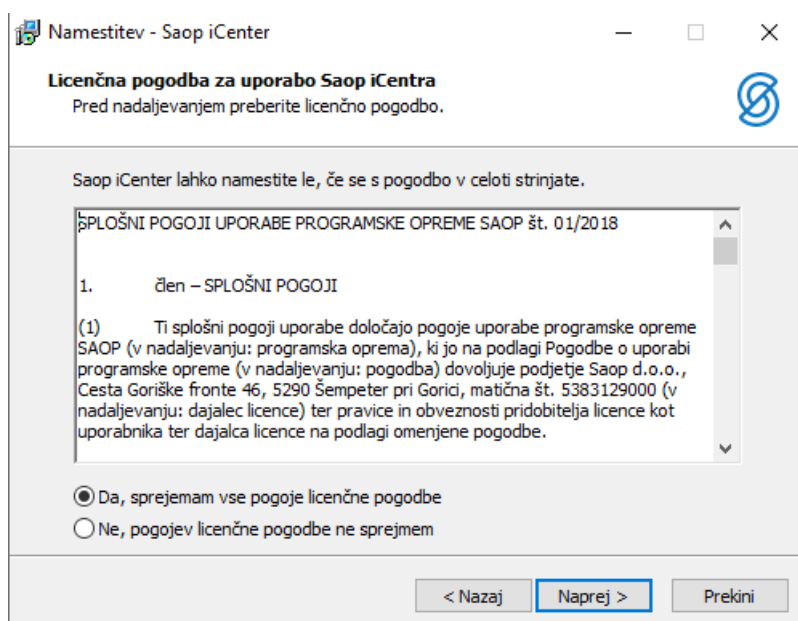 Namestitev - Saop iCenter
Licenčna pogodba za uporabo Saop iCentra
Pred nadaljevanjem preberite licenčno pogodbo.
Saop iCenter lahko namestite le, če se s pogodbo v celoti strinjate.
SPLOŠNI POGOJI UPORABE PROGRAMSKE OPREME SAOP št. 01/2018
1. člen – SPLOŠNI POGOJI
(1) Ti splošni pogoji uporabe določajo pogoje uporabe programske opreme
SAOP (v nadaljevanju: programska oprema), ki jo na podlagi Pogodbe o uporabi
programske opreme (v nadaljevanju: pogodba) dovoljuje podjetje Saop d.o.o.,
Cesta Goriške fronte 46, 5290 Šempeter pri Gorici, matična št. 5383129000 (v
nadaljevanju: dajalec licence) ter pravice in obveznosti pridobitelja licence kot
uporabnika ter dajalca licence na podlagi omenjene pogodbe.
Da, sprejemam vse pogoje licenčne pogodbe
Ne, pogojev licenčne pogodbe ne sprejmem
< Nazaj
Naprej >
Prekini